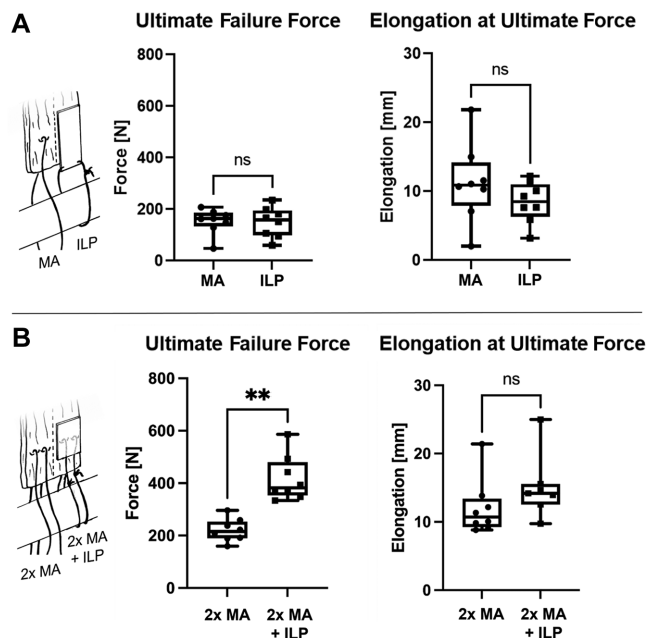 A
Ultimate Failure Force
Elongation at Ultimate Force
800
600
400
200
0
Force [N]
ns
MA
ILP
30
20
10
0
Elongation [mm]
ns
MA
ILP
MA
ILP
B
Ultimate Failure Force
Elongation at Ultimate Force
800
600
400
200
0
Force [N]
**
2x MA
2x MA
+ ILP
30
20
10
0
Elongation [mm]
ns
2x MA
2x MA
+ ILP
2x MA
2x MA
+ ILP